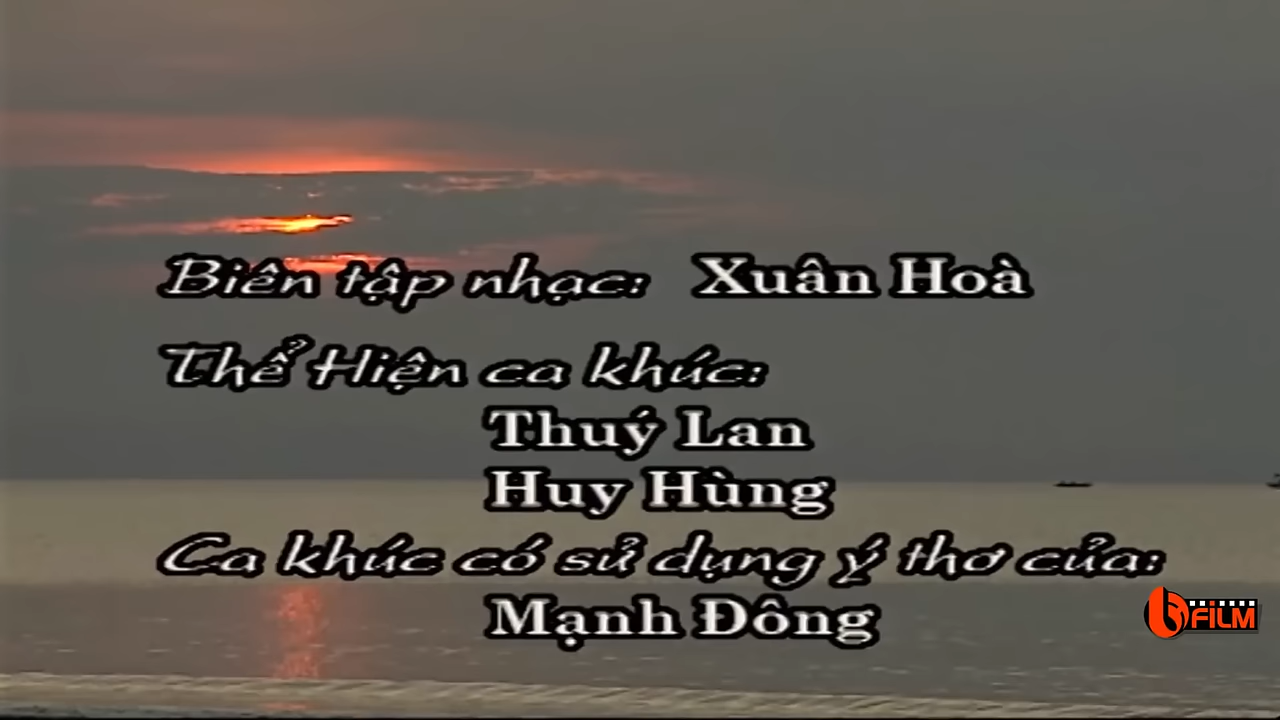 Biên tập nhạc: Xuân Hoà
Thể Hiện ca khúc:
Thuý Lan
Huy Hùng
Ca khúc có sử dụng ý thơ của:
Mạnh Đông
FILM